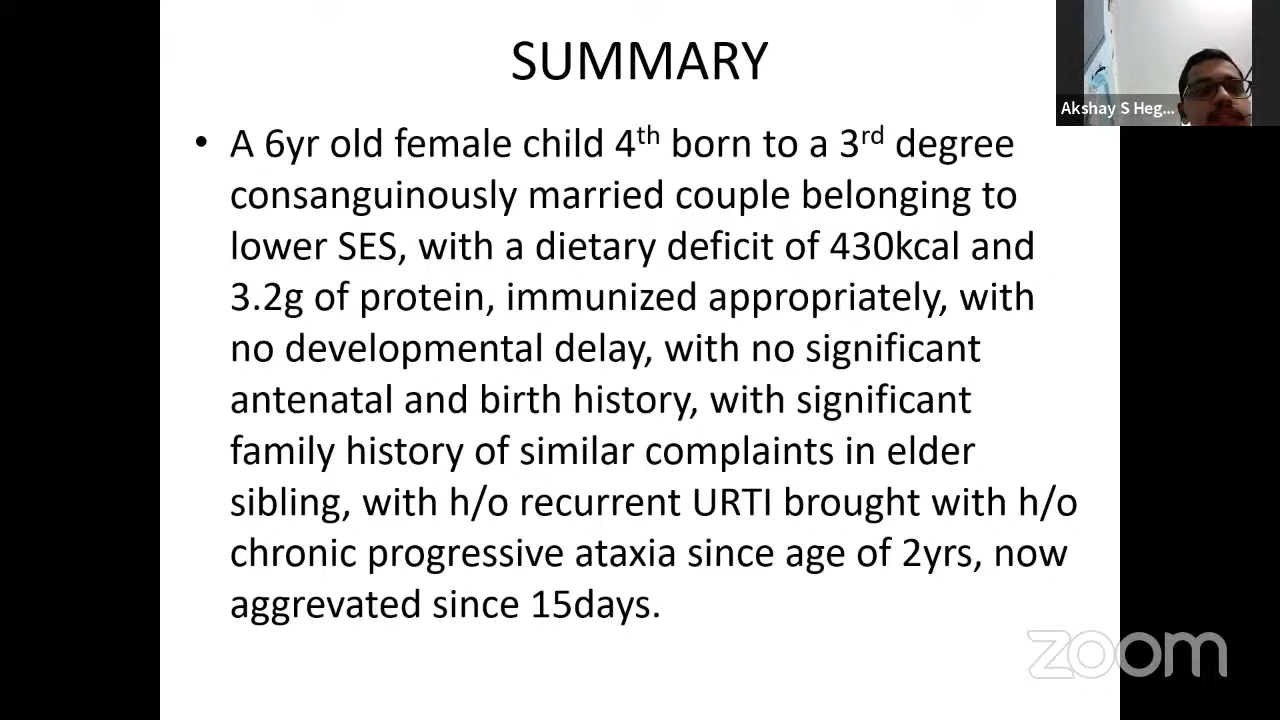 SUMMARY
Akshay S Heg...
• A 6yr old female child 4th born to a 3rd degree
consanguinously married couple belonging to
lower SES, with a dietary deficit of 430kcal and
3.2g of protein, immunized appropriately, with
no developmental delay, with no significant
antenatal and birth history, with significant
family history of similar complaints in elder
sibling, with h/o recurrent URTI brought with h/o
chronic progressive ataxia since age of 2yrs, now
aggrevated since 15days.
zoom